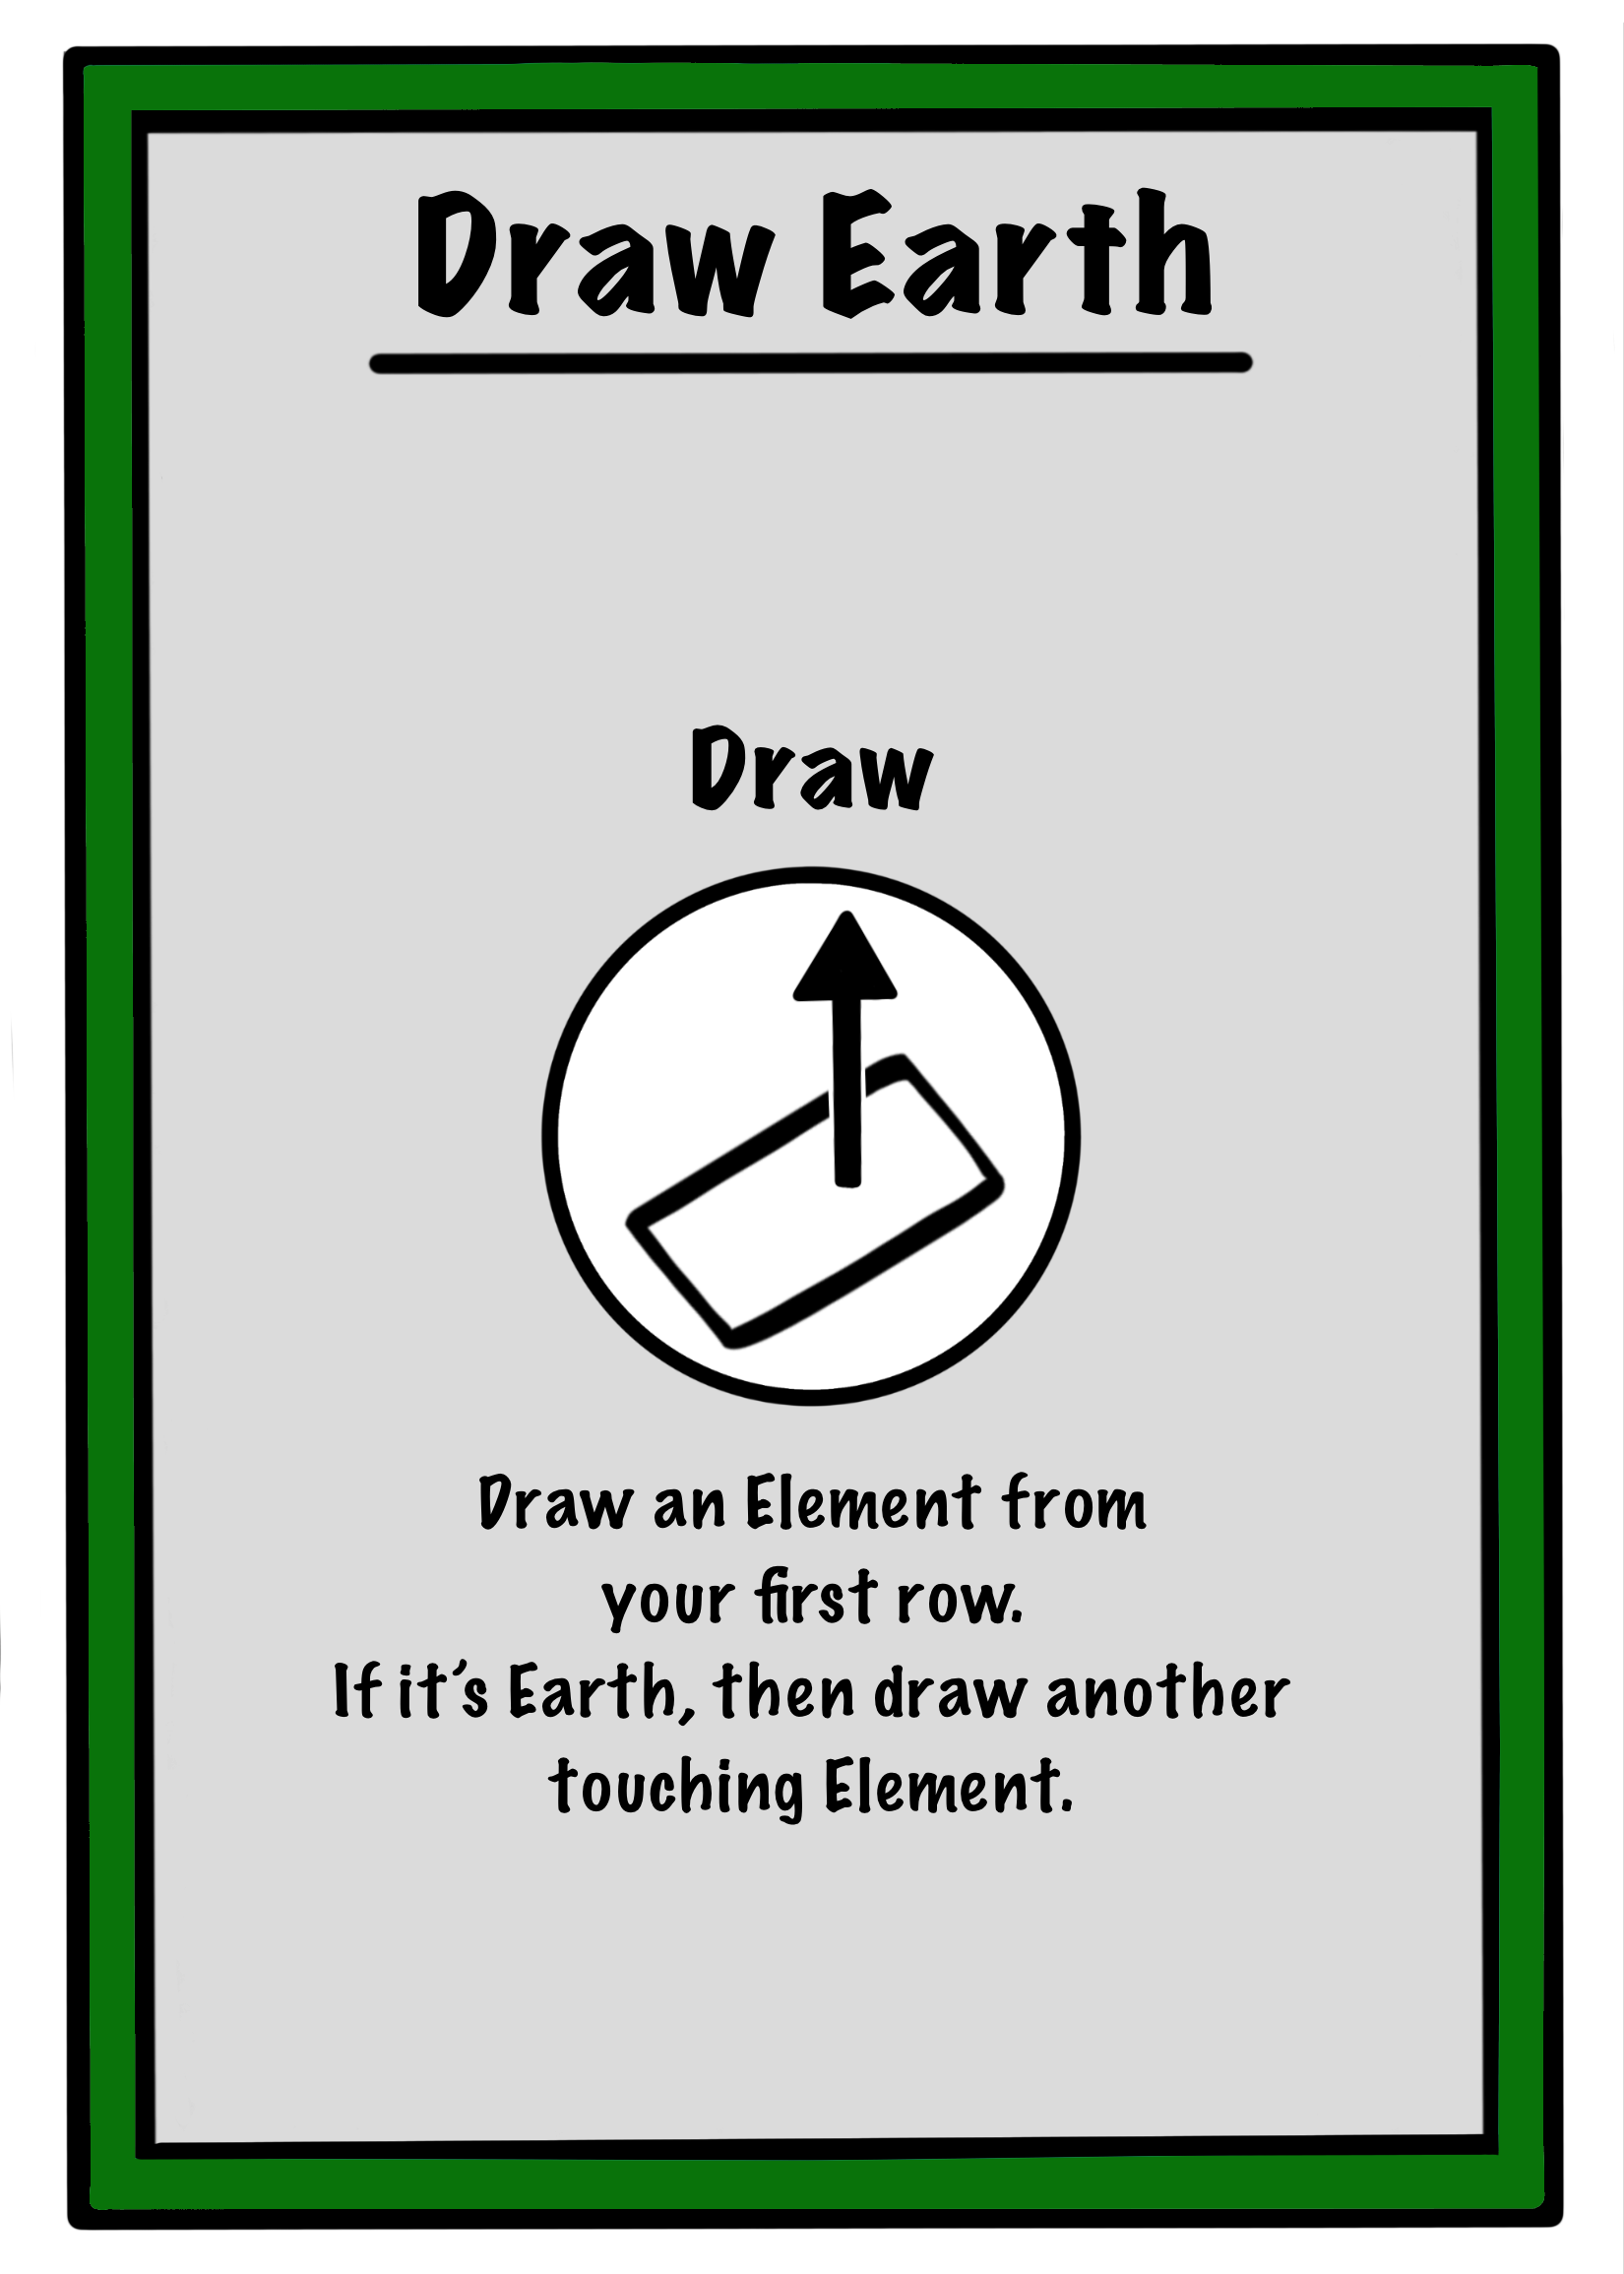 Draw Earth
Draw
Draw an Element from
your first row.
If it's Earth, then draw another
touching Element.